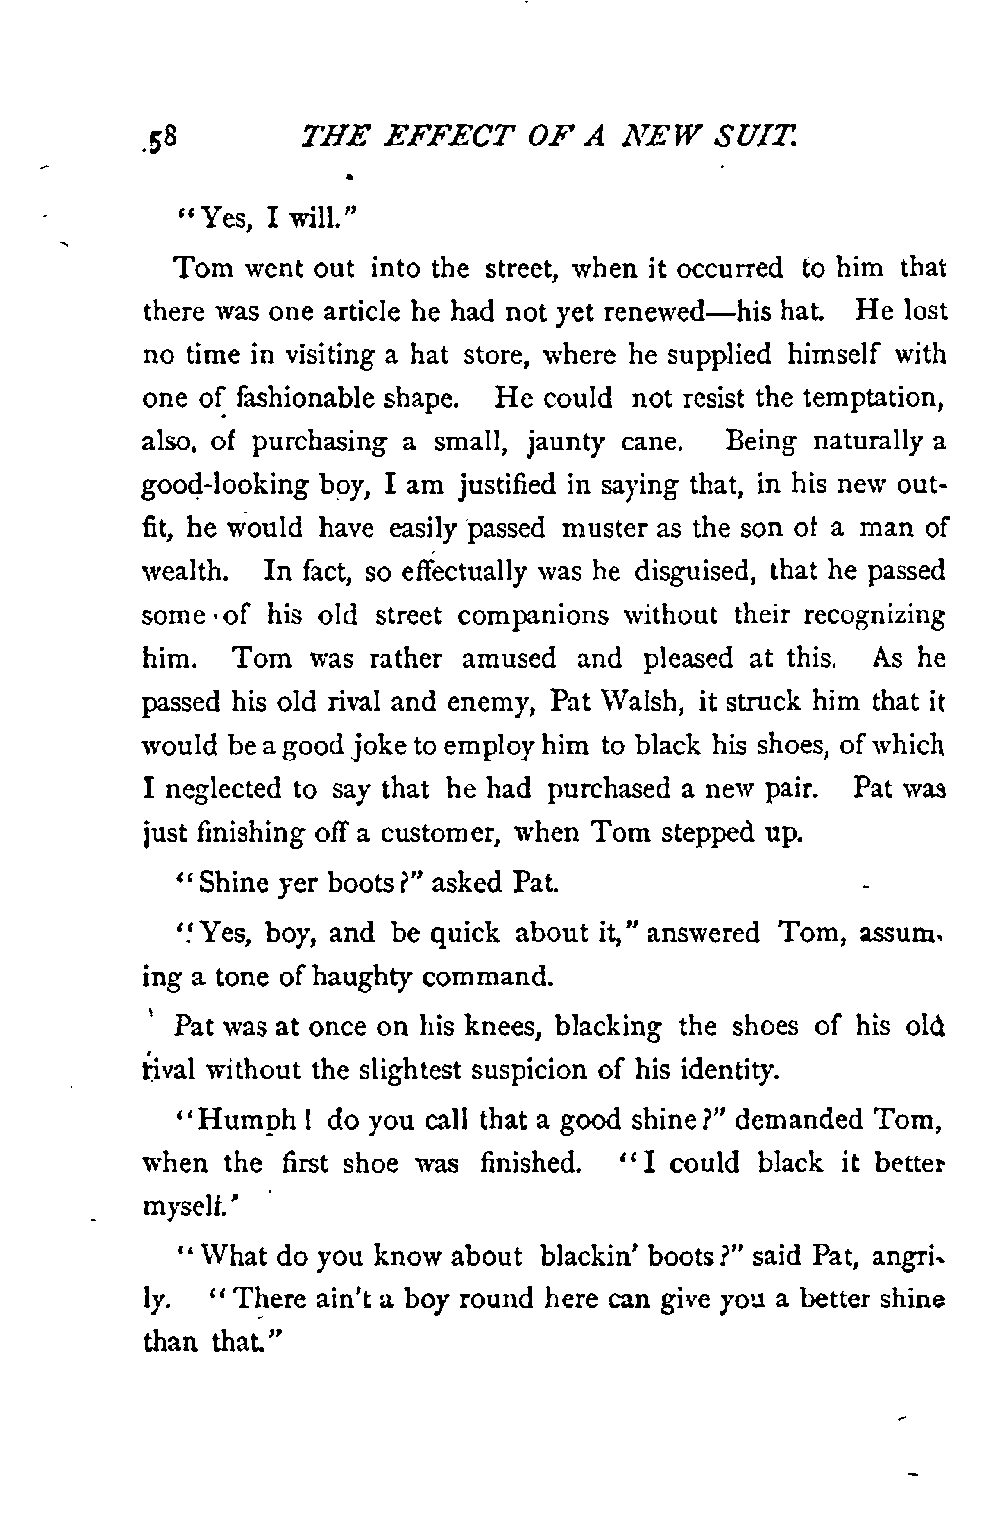 58 THE EFFECT OF A NEW SUIT.
"Yes, I will."
Tom went out into the street, when it occurred to him that
there was one article he had not yet renewed—his hat. He lost
no time in visiting a hat store, where he supplied himself with
one of fashionable shape. He could not resist the temptation,
also, of purchasing a small, jaunty cane. Being naturally a
good-looking boy, I am justified in saying that, in his new out-
fit, he would have easily passed muster as the son of a man of
wealth. In fact, so effectually was he disguised, that he passed
some of his old street companions without their recognizing
him. Tom was rather amused and pleased at this. As he
passed his old rival and enemy, Pat Walsh, it struck him that it
would be a good joke to employ him to black his shoes, of which
I neglected to say that he had purchased a new pair. Pat was
just finishing off a customer, when Tom stepped up.
"Shine yer boots?" asked Pat.
"Yes, boy, and be quick about it," answered Tom, assum-
ing a tone of haughty command.
Pat was at once on his knees, blacking the shoes of his old
rival without the slightest suspicion of his identity.
"Humph! do you call that a good shine?" demanded Tom,
when the first shoe was finished. "I could black it better
myself.'
"What do you know about blackin' boots?" said Pat, angri-
ly. "There ain't a boy round here can give you a better shine
than that."